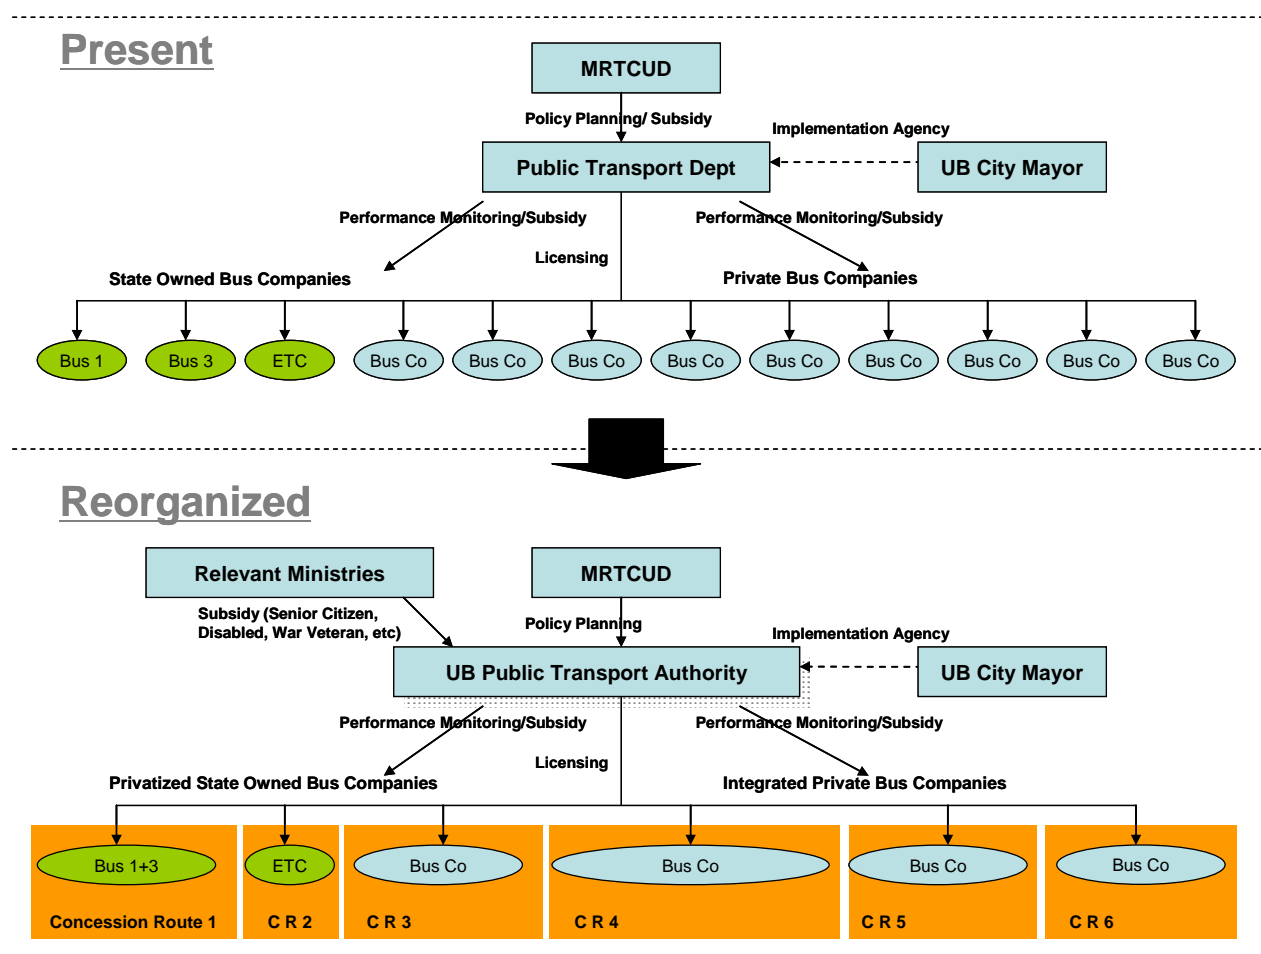 Present
MRTCUD
Policy Planning/ Subsidy
Implementation Agency
Public Transport Dept
UB City Mayor
Performance Monitoring/Subsidy
Performance Monitoring/Subsidy
Licensing
State Owned Bus Companies
Private Bus Companies
Bus 1
Bus 3
ETC
Bus Co
Bus Co
Bus Co
Bus Co
Bus Co
Bus Co
Bus Co
Bus Co
Bus Co
Reorganized
Relevant Ministries
MRTCUD
Subsidy (Senior Citizen,
Disabled, War Veteran, etc)
Policy Planning
Implementation Agency
UB Public Transport Authority
UB City Mayor
Performance Monitoring/Subsidy
Performance Monitoring/Subsidy
Licensing
Privatized State Owned Bus Companies
Integrated Private Bus Companies
Bus 1+3
ETC
Bus Co
Bus Co
Bus Co
Bus Co
Concession Route 1
C R 2
C R 3
C R 4
C R 5
C R 6